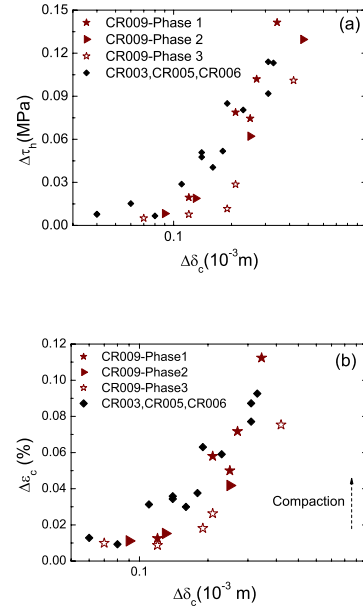 0.15
CR009-Phase 1
CR009-Phase 2
CR009-Phase 3
CR003,CR005,CR006
(a)
0.12
0.09
0.06
0.03
0.00
Δτh(MPa)
0.1
Δδc(10-3 m)
0.12
CR009-Phase1
CR009-Phase2
CR009-Phase3
CR003,CR005,CR006
(b)
0.10
0.08
0.06
0.04
0.02
0.00
Δεc (%)
Compaction
0.1
Δδc(10-3 m)